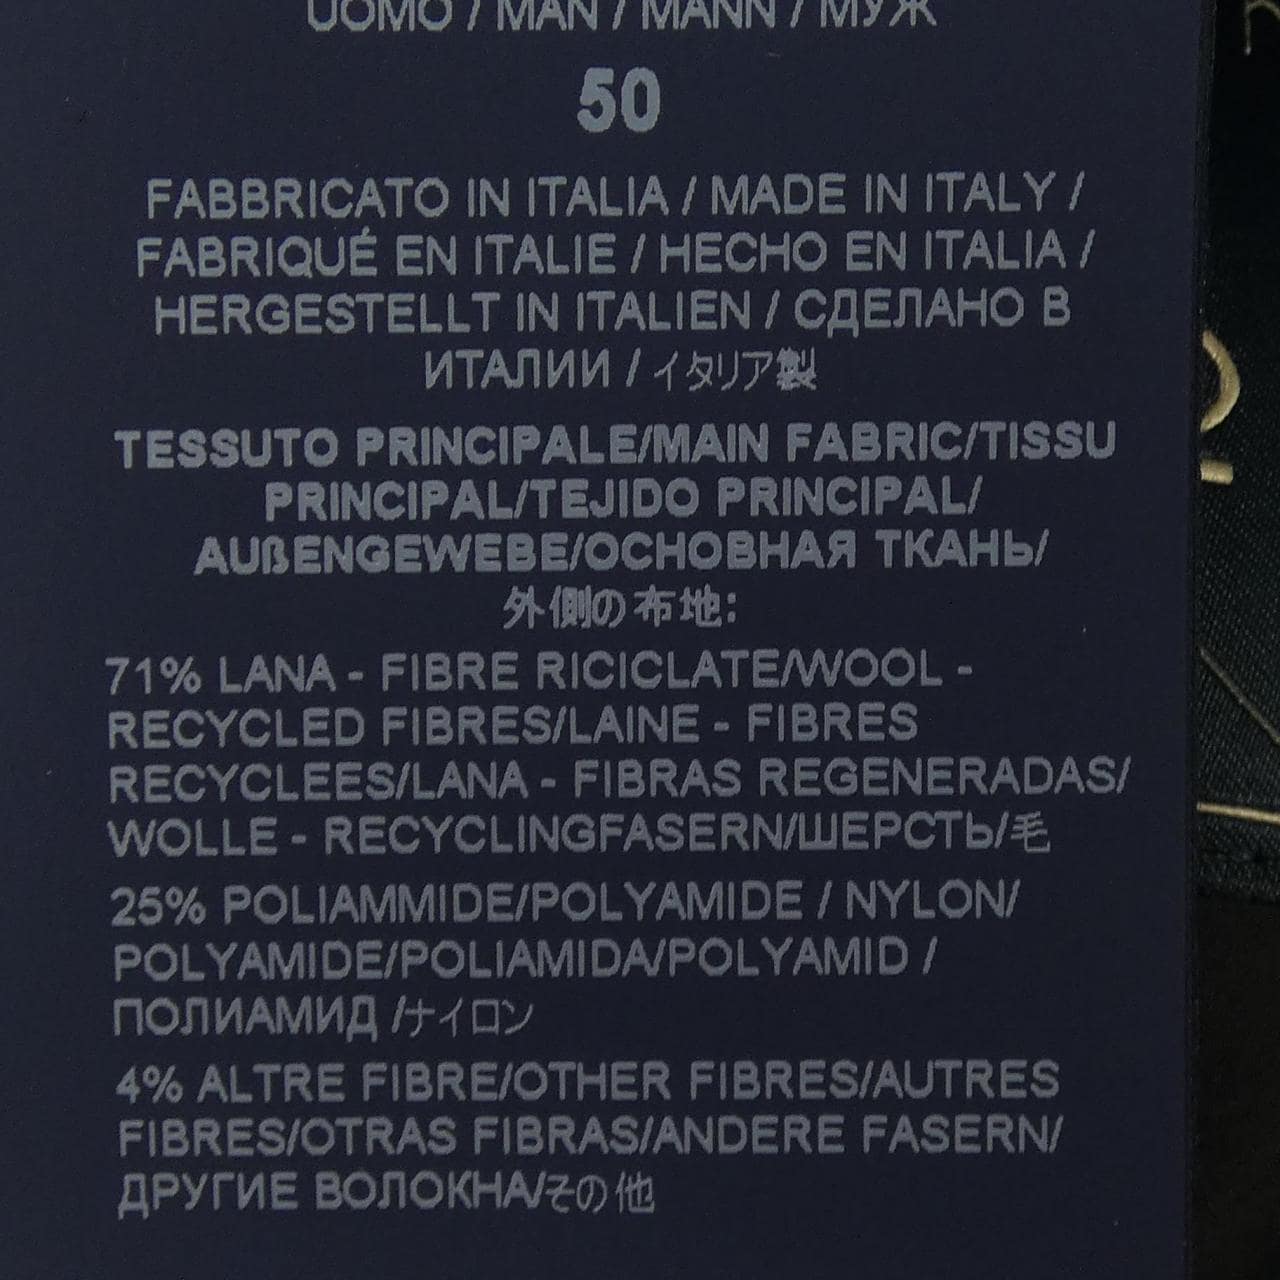 UOMO / MAN / MANN / МУЖ
50
FABBRICATO IN ITALIA / MADE IN ITALY /
FABRIQUÉ EN ITALIE / HECHO EN ITALIA /
HERGESTELLT IN ITALIEN / СДЕЛАНО В
ИТАЛИИ / イタリア製
TESSUTO PRINCIPALE/MAIN FABRIC/TISSU
PRINCIPAL/TEJIDO PRINCIPAL/
AUßENGEWEBE/ОСНОВНАЯ ТКАНЬ/
外側の布地:
71% LANA - FIBRE RICICLATE/WOOL -
RECYCLED FIBRES/LAINE - FIBRES
RECYCLEES/LANA - FIBRAS REGENERADAS/
WOLLE - RECYCLINGFASERN/ШЕРСТЬ/毛
25% POLIAMMIDE/POLYAMIDE / NYLON/
POLYAMIDE/POLIAMIDA/POLYAMID /
ПОЛИАМИД /ナイロン
4% ALTRE FIBRE/OTHER FIBRES/AUTRES
FIBRES/OTRAS FIBRAS/ANDERE FASERN/
ДРУГИЕ ВОЛОКНА/その他